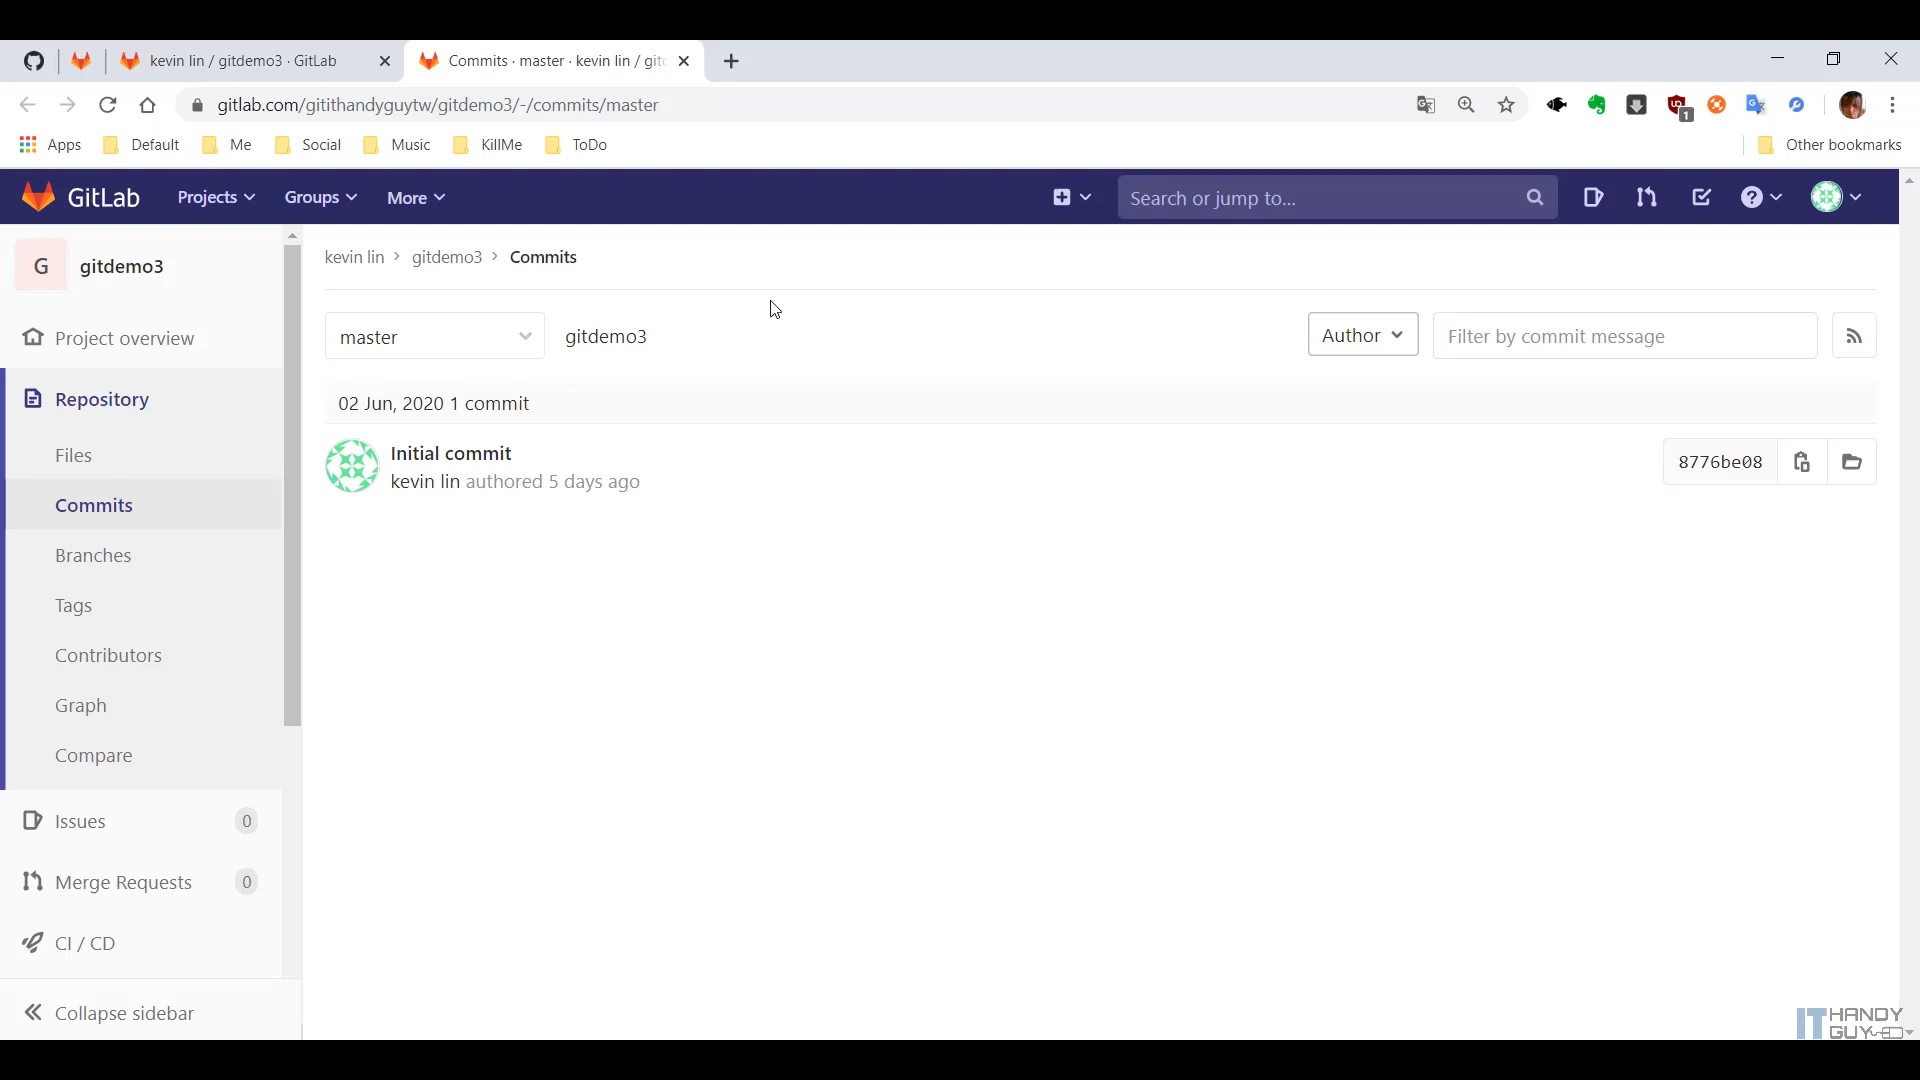 kevin lin / gitdemo3 · GitLab
Commits · master · kevin lin / gitd
gitlab.com/gitithandyguytw/gitdemo3/-/commits/master
1
Apps Default Me Social Music KillMe ToDo Other bookmarks
GitLab Projects Groups More Search or jump to...
G gitdemo3
kevin lin > gitdemo3 > Commits
Project overview
master gitdemo3 Author Filter by commit message
Repository
02 Jun, 2020 1 commit
Files
Initial commit
8776be08
kevin lin authored 5 days ago
Commits
Branches
Tags
Contributors
Graph
Compare
Issues 0
Merge Requests 0
CI / CD
Collapse sidebar
IT HANDY
GUY